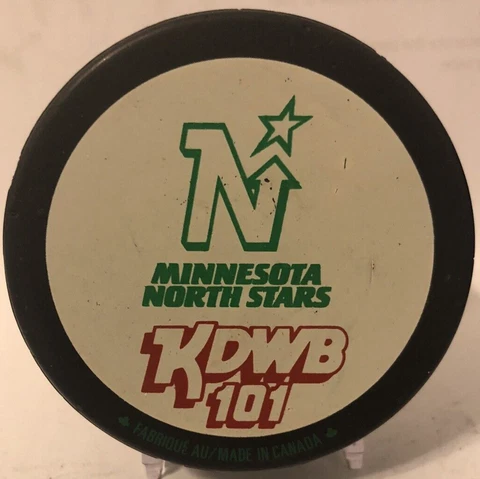 N
MINNESOTA
NORTH STARS
KDWB
101
FABRIQUÉ AU/MADE IN CANADA